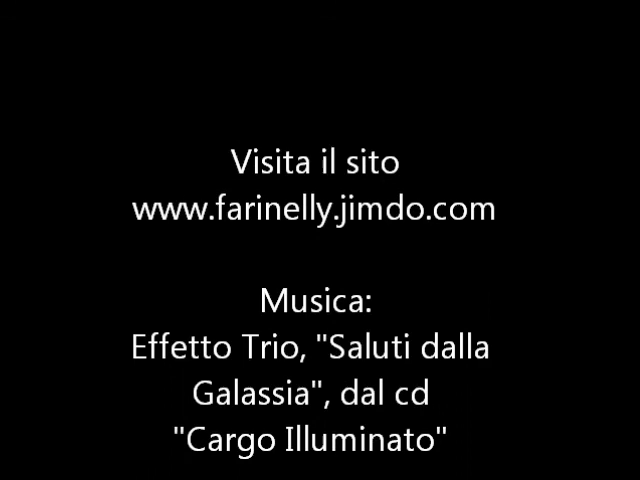 Visita il sito
www.farinelly.jimdo.com
Musica:
Effetto Trio, "Saluti dalla
Galassia", dal cd
"Cargo Illuminato"